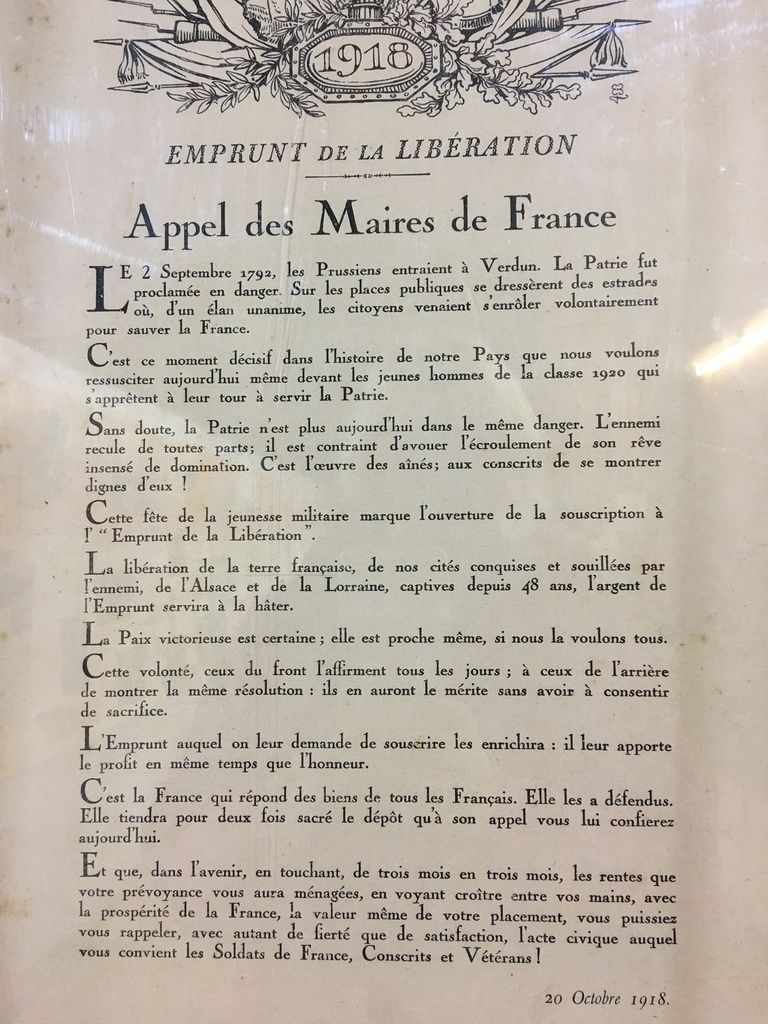 1918
EMPRUNT DE LA LIBÉRATION
Appel des Maires de France
LE 2 Septembre 1792, les Prussiens entraient à Verdun. La Patrie fut
proclamée en danger. Sur les places publiques se dressèrent des estrades
où, d'un élan unanime, les citoyens venaient s'enrôler volontairement
pour sauver la France.
C'est ce moment décisif dans l'histoire de notre Pays que nous voulons
ressusciter aujourd'hui même devant les jeunes hommes de la classe 1920 qui
s'apprêtent à leur tour à servir la Patrie.
Sans doute, la Patrie n'est plus aujourd'hui dans le même danger. L'ennemi
recule de toutes parts; il est contraint d'avouer l'écroulement de son rêve
insensé de domination. C'est l'œuvre des aînés; aux conscrits de se montrer
dignes d'eux !
Cette fête de la jeunesse militaire marque l'ouverture de la souscription à
l' “ Emprunt de la Libération ”.
La libération de la terre française, de nos cités conquises et souillées par
l'ennemi, de l'Alsace et de la Lorraine, captives depuis 48 ans, l'argent de
l'Emprunt servira à la hâter.
La Paix victorieuse est certaine ; elle est proche même, si nous la voulons tous.
Cette volonté, ceux du front l'affirment tous les jours ; à ceux de l'arrière
de montrer la même résolution : ils en auront le mérite sans avoir à consentir
de sacrifice.
L'Emprunt auquel on leur demande de souscrire les enrichira : il leur apporte
le profit en même temps que l'honneur.
C'est la France qui répond des biens de tous les Français. Elle les a défendus.
Elle tiendra pour deux fois sacré le dépôt qu'à son appel vous lui confierez
aujourd'hui.
Et que, dans l'avenir, en touchant, de trois mois en trois mois, les rentes que
votre prévoyance vous aura ménagées, en voyant croître entre vos mains, avec
la prospérité de la France, la valeur même de votre placement, vous puissiez
vous rappeler, avec autant de fierté que de satisfaction, l'acte civique auquel
vous convient les Soldats de France, Conscrits et Vétérans !
20 Octobre 1918.